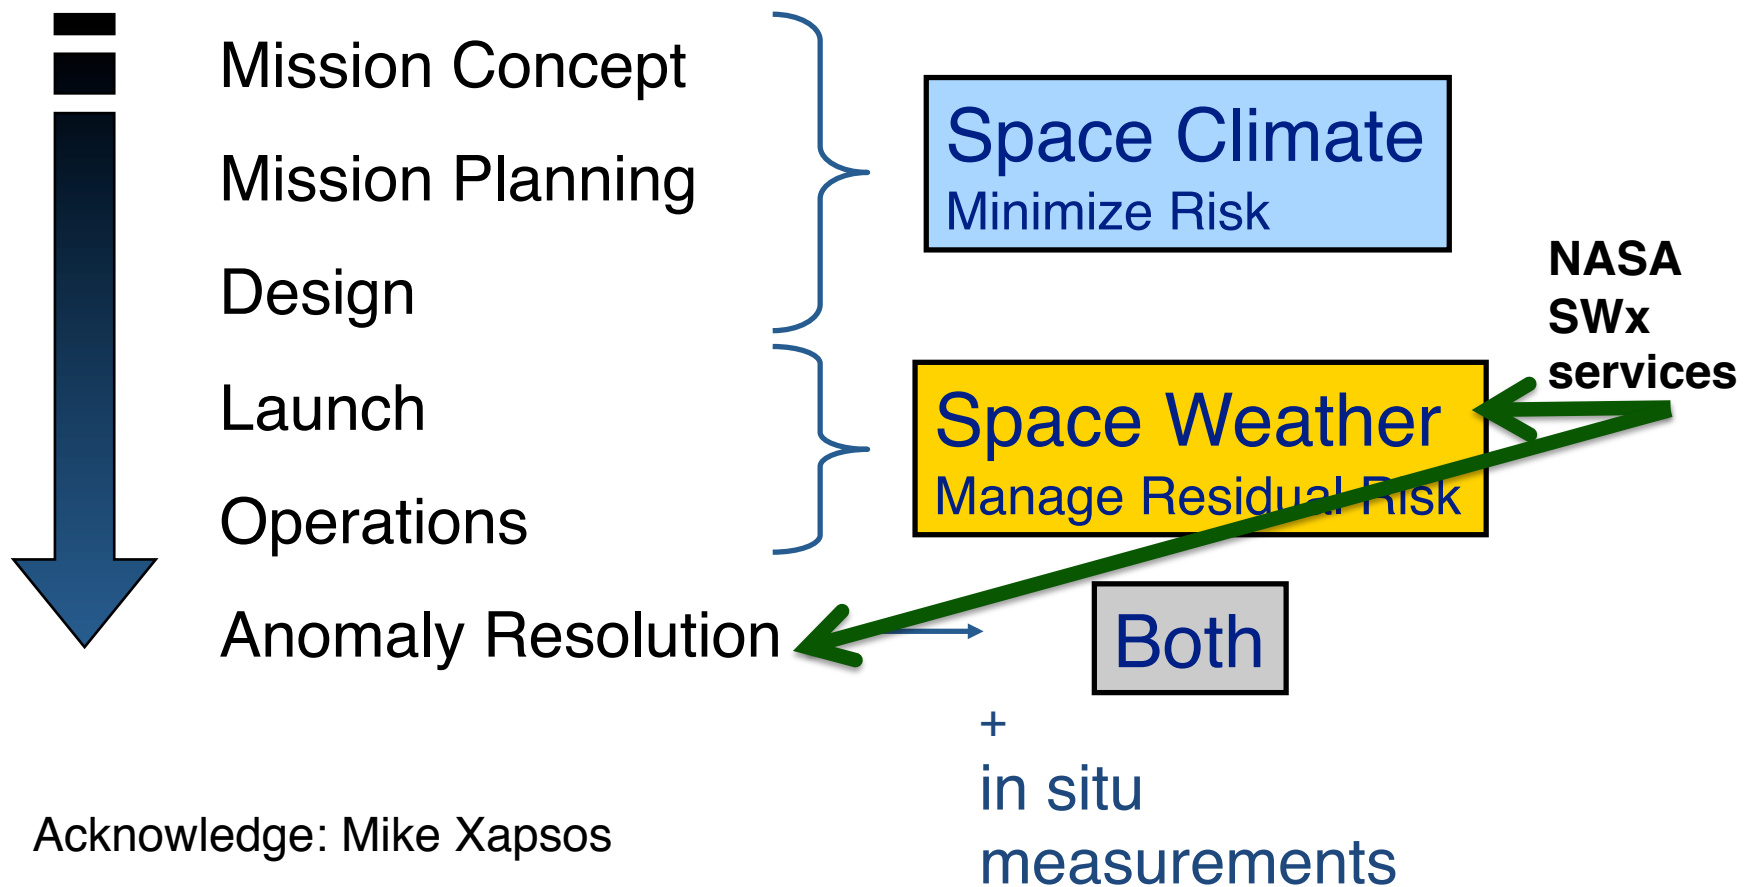 Mission Concept
Mission Planning
Design
Launch
Operations
Anomaly Resolution
Space Climate
Minimize Risk
NASA
SWx
services
Space Weather
Manage Residual Risk
Both
+
in situ
measurements
Acknowledge: Mike Xapsos